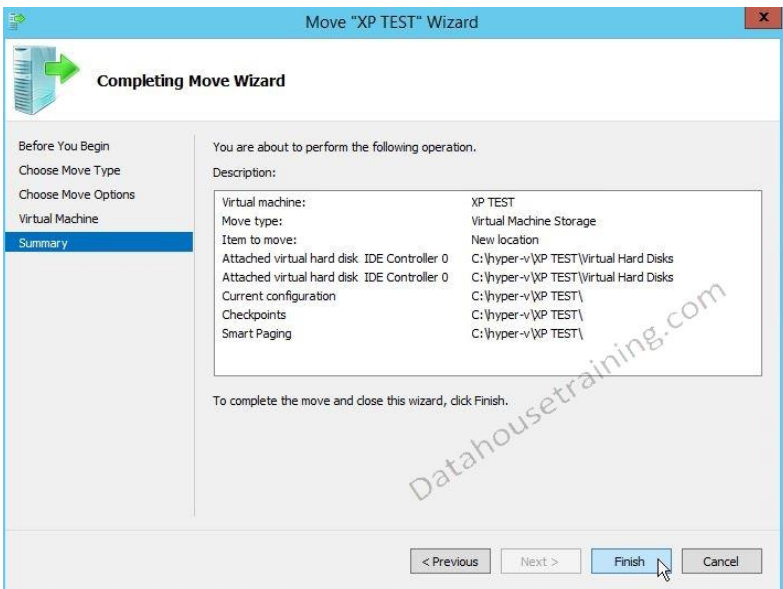 Move "XP TEST" Wizard
x
Completing Move Wizard
Before You Begin
Choose Move Type
Choose Move Options
Virtual Machine
Summary
You are about to perform the following operation.
Description:
Virtual machine: XP TEST
Move type: Virtual Machine Storage
Item to move: New location
Attached virtual hard disk IDE Controller 0 C:\hyper-v\XP TEST\Virtual Hard Disks
Attached virtual hard disk IDE Controller 0 C:\hyper-v\XP TEST\Virtual Hard Disks
Current configuration C:\hyper-v\XP TEST\
Checkpoints C:\hyper-v\XP TEST\
Smart Paging C:\hyper-v\XP TEST\
To complete the move and close this wizard, click Finish.
Datahousetraining.com
< Previous Next > Finish Cancel